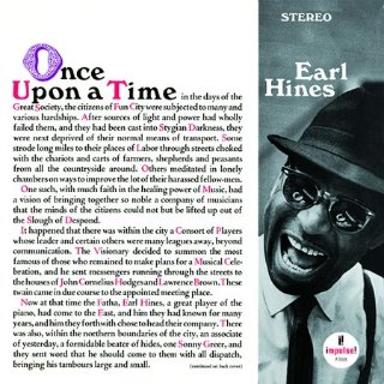 STEREO
Earl
Hines
Once
Upon a Time in the days of the
Great Society, the citizens of Fun City were subjected to many and
various hardships. After sources of light and power had wholly
failed them, and they had been cast into Stygian Darkness, they
were next deprived of their normal means of transport. Some
strode long miles to their places of Labor through streets choked
with the chariots and carts of farmers, shepherds and peasants
from all the countryside around. Others meditated in lonely
chambers on ways to improve the lot of their harassed fellow-men.
One such, with much faith in the healing power of Music, had
a vision of bringing together so noble a company of musicians
that the minds of the citizens could not but be lifted up out of
the Slough of Despond.
It happened that there was within the city a Consort of Players
whose leader and certain others were many leagues away, beyond
communication. The Visionary decided to summon the most
famous of those who remained to make plans for a Musical Cele-
bration, and he sent messengers running through the streets to
the houses of John Cornelius Hodges and Lawrence Brown. These
twain came in due course to the appointed meeting place.
Now at that time the Fatha, Earl Hines, a great player of the
piano, had come to the East, and him they had known for many
years, and him they forthwith chose to head their company. There
was also, within the northern boundaries of the city, an associate
of yesterday, a formidable beater of hides, one Sonny Greer, and
they sent word that he should come to them with all dispatch,
bringing his tambours large and small.
(continued on back cover)
impulse!